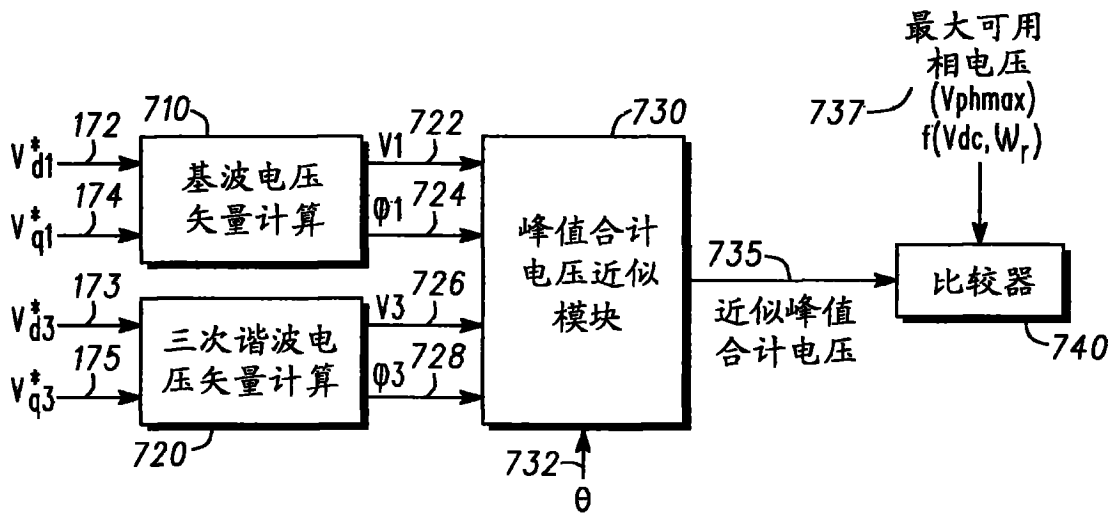 最大可用
相电压
(Vphmax)
f(Vdc,Wr)
737
710
722
730
172
V*d1
V1
174
V*q1
基波电压
矢量计算
724
φ1
峰值合计
电压近似
模块
735
近似峰值
合计电压
比较器
740
173
V*d3
726
V3
175
V*q3
三次谐波电
压矢量计算
728
φ3
720
732
θ